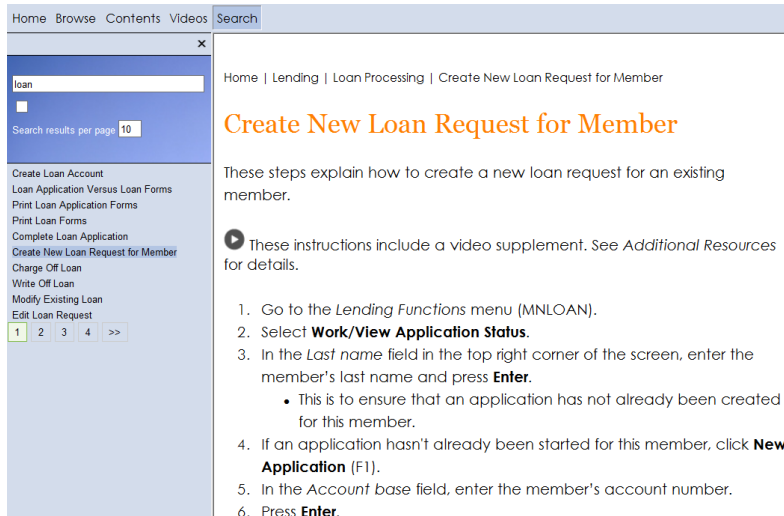 Home Browse Contents Videos Search
×
loan
Search results per page 10
Create Loan Account
Loan Application Versus Loan Forms
Print Loan Application Forms
Print Loan Forms
Complete Loan Application
Create New Loan Request for Member
Charge Off Loan
Write Off Loan
Modify Existing Loan
Edit Loan Request
1 2 3 4 >>
Home | Lending | Loan Processing | Create New Loan Request for Member
Create New Loan Request for Member
These steps explain how to create a new loan request for an existing
member.
These instructions include a video supplement. See Additional Resources
for details.
1. Go to the Lending Functions menu (MNLOAN).
2. Select Work/View Application Status.
3. In the Last name field in the top right corner of the screen, enter the
member's last name and press Enter.
• This is to ensure that an application has not already been created
for this member.
4. If an application hasn't already been started for this member, click New
Application (F1).
5. In the Account base field, enter the member's account number.
6. Press Enter.